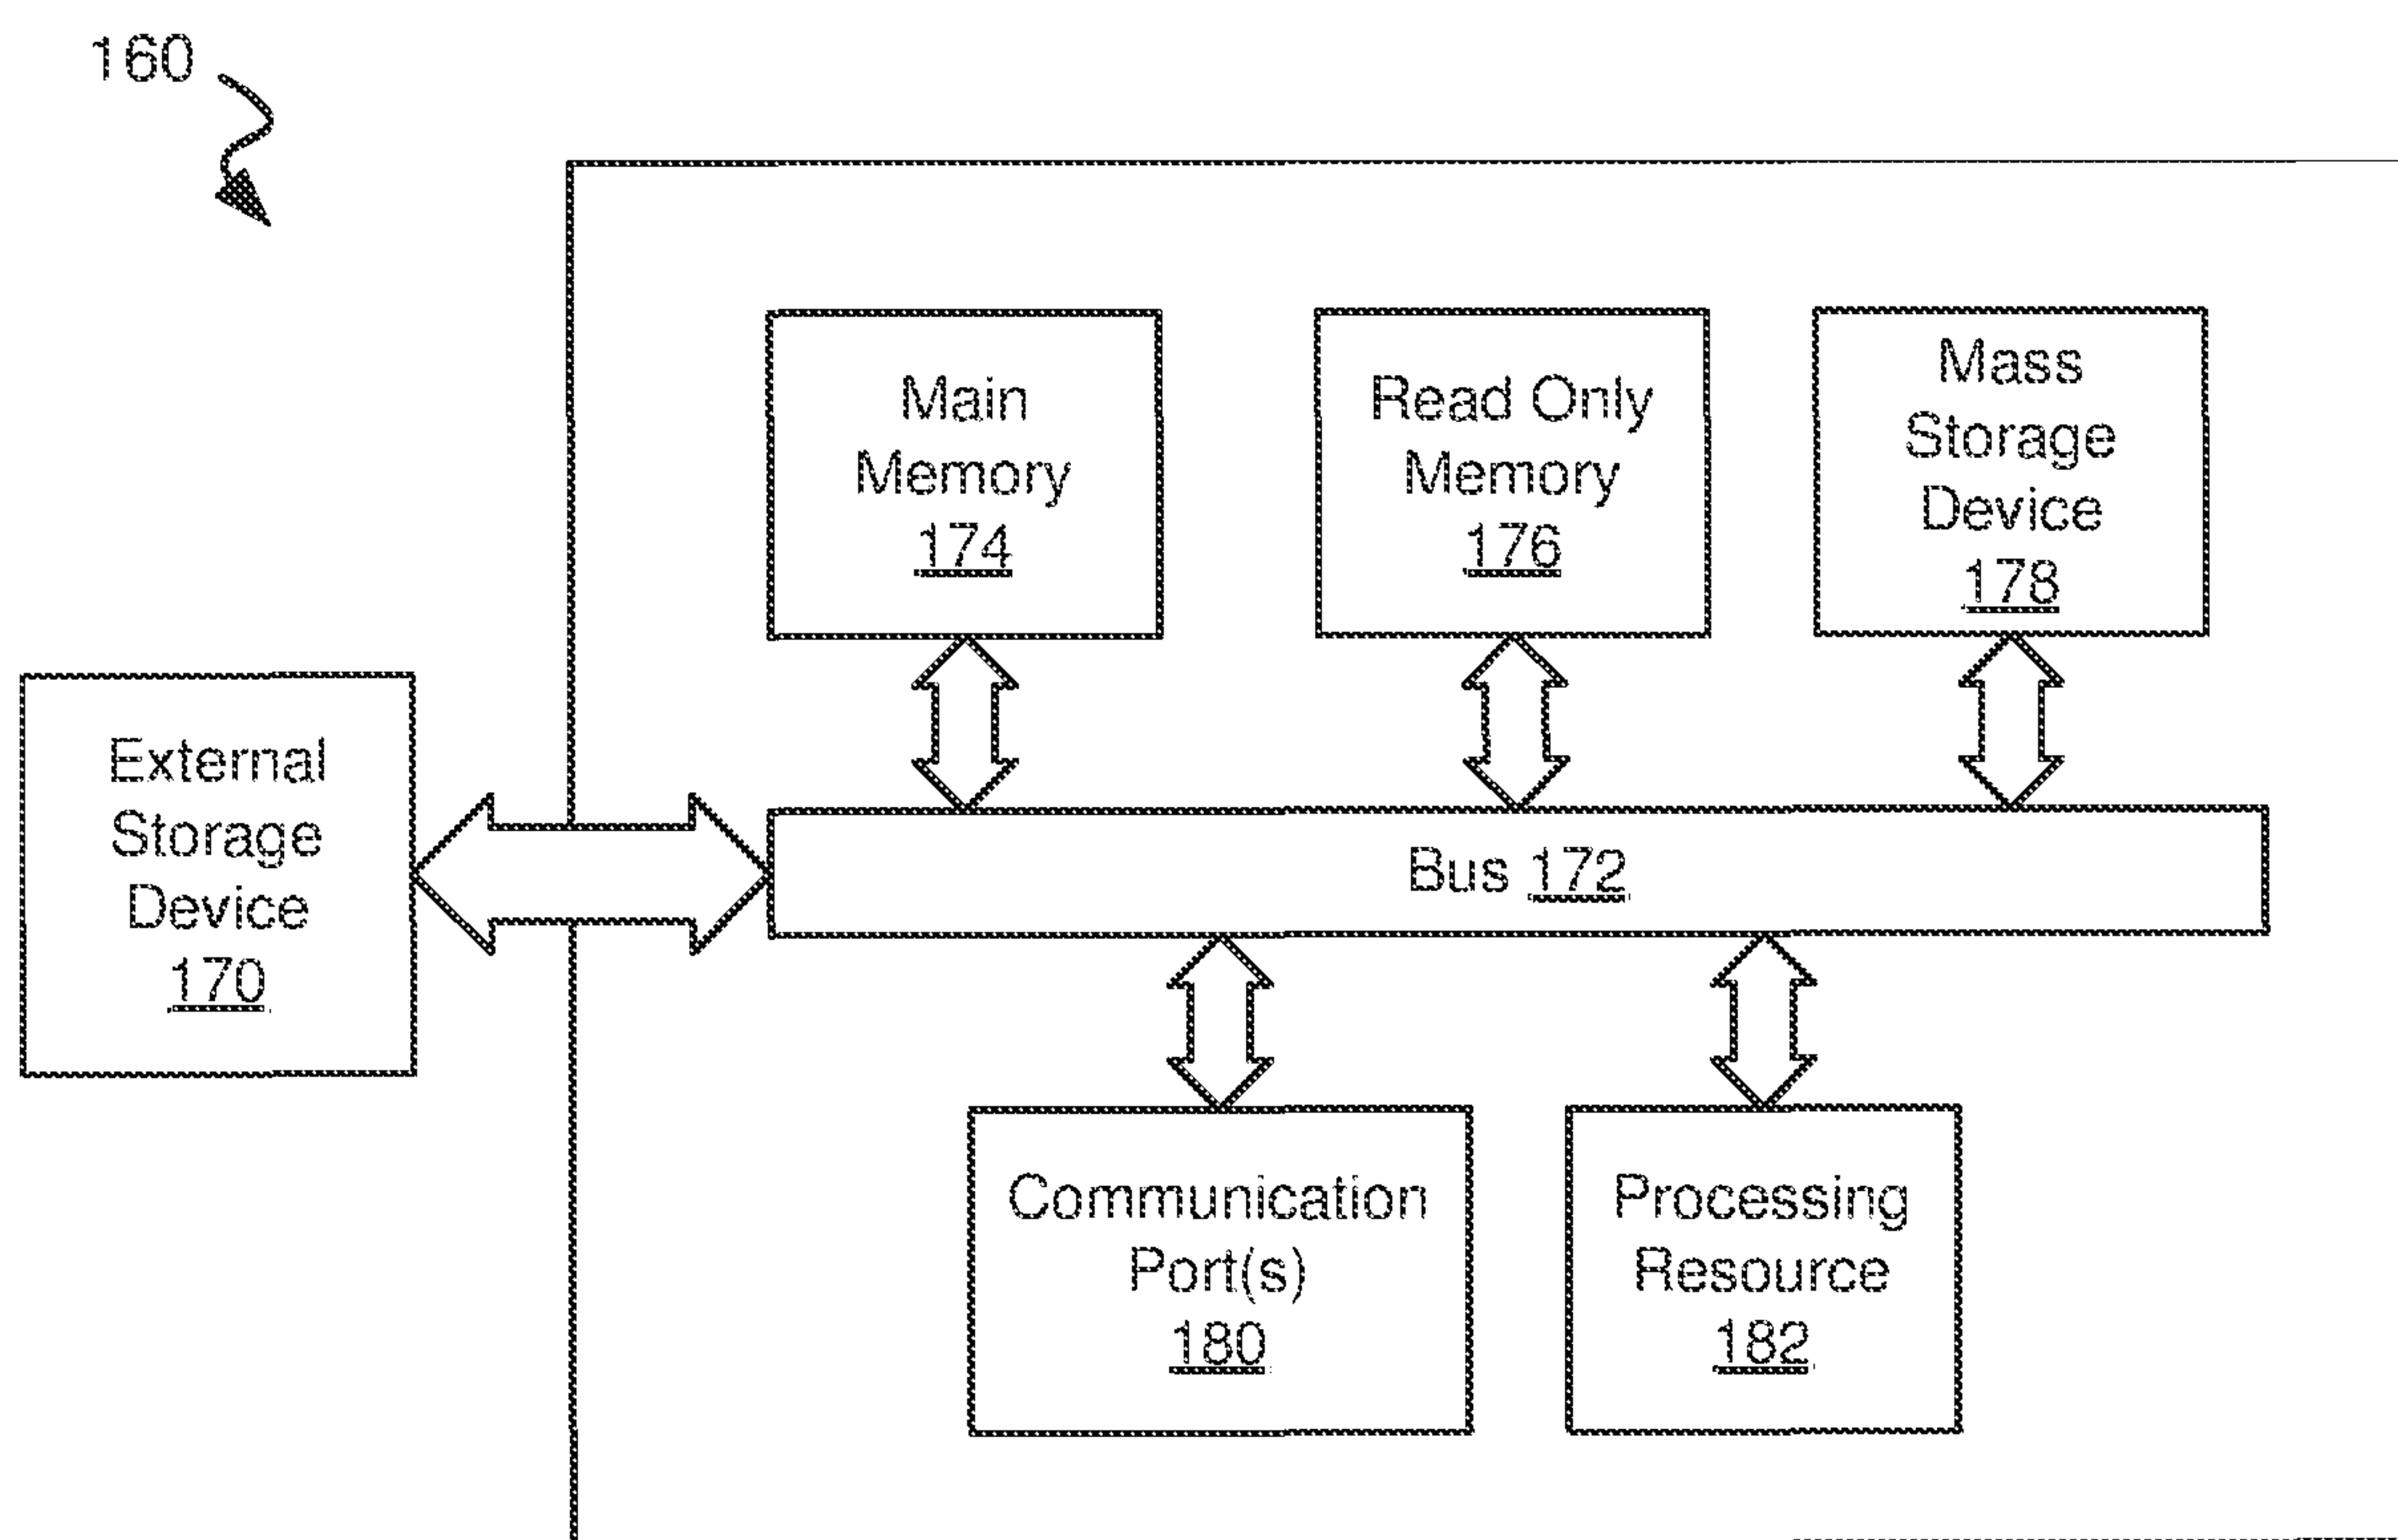 160
Main
Memory
174
Read Only
Memory
176
Mass
Storage
Device
178
External
Storage
Device
170
Bus 172
Communication
Port(s)
180
Processing
Resource
182